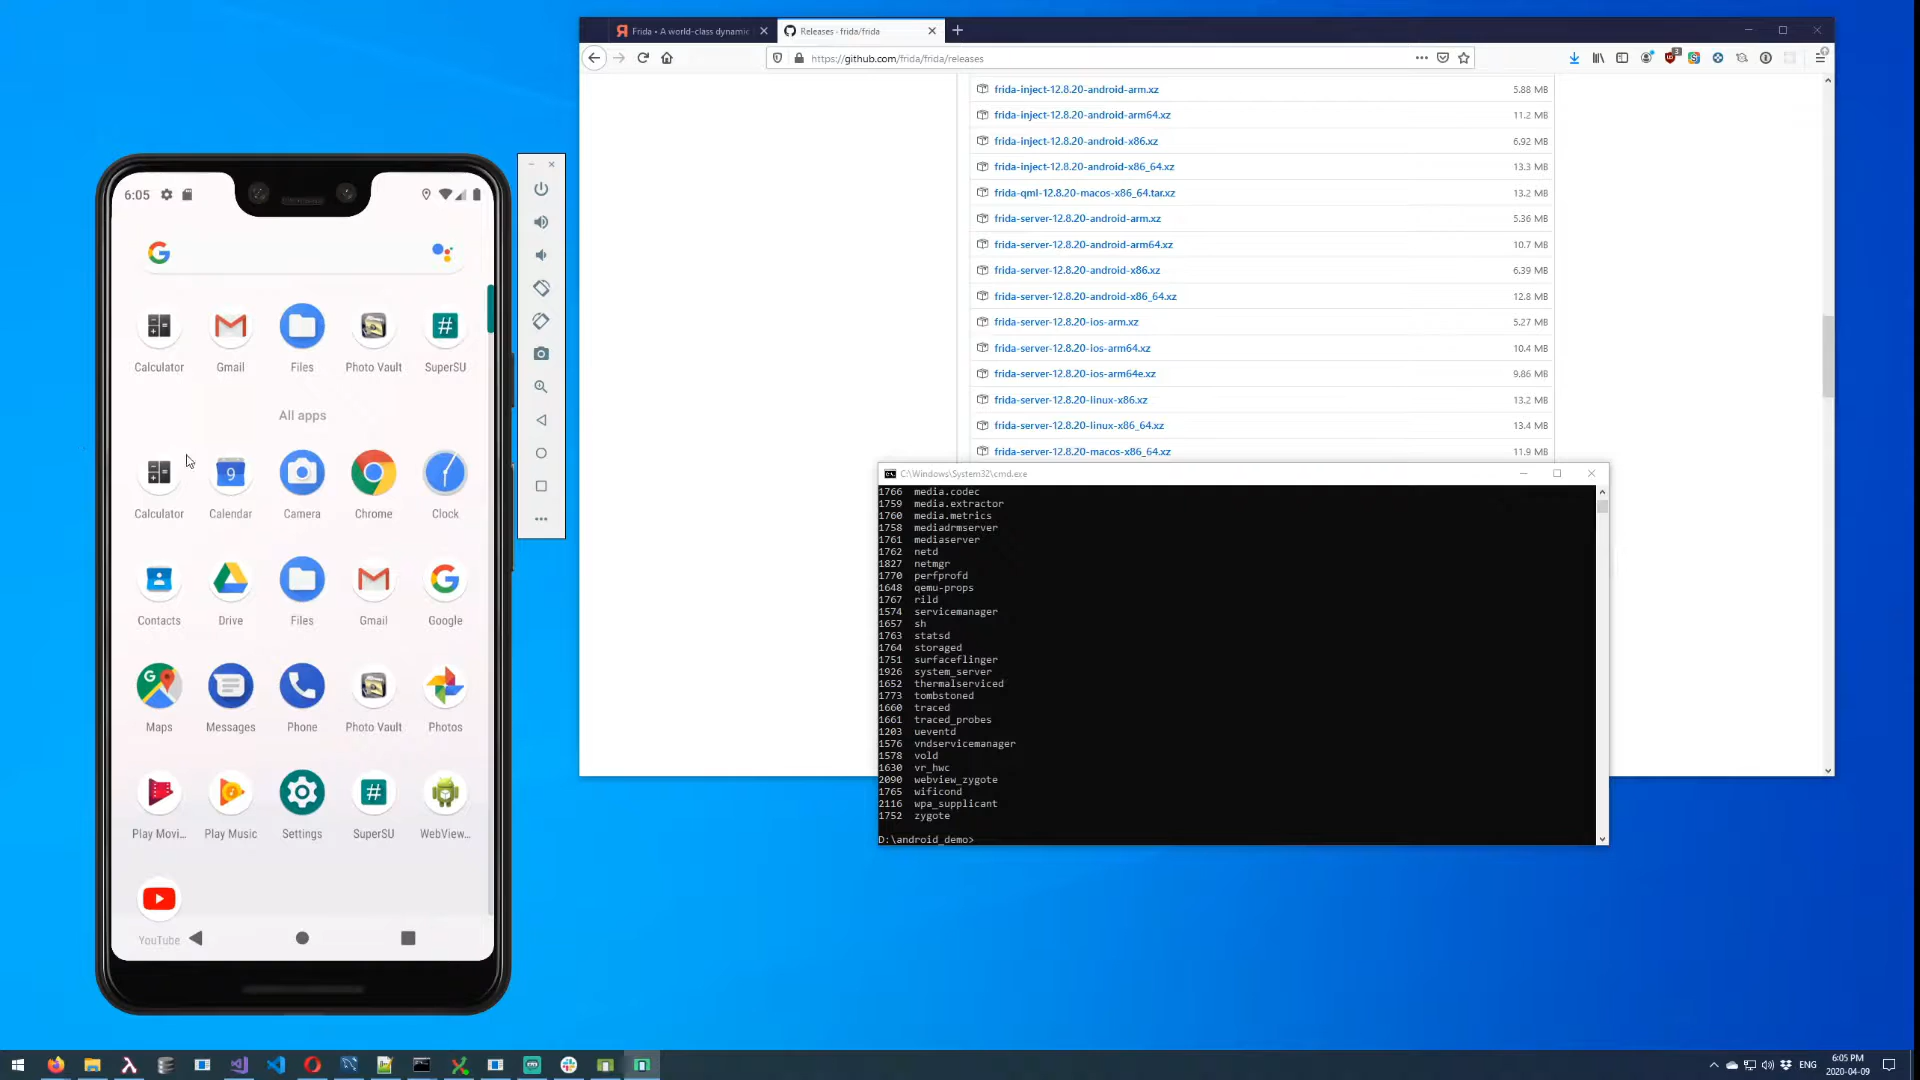 6:05
Calculator
Gmail
Files
Photo Vault
SuperSU
All apps
Calculator
9
Calendar
Camera
Chrome
Clock
Contacts
Drive
Files
Gmail
Google
Maps
Messages
Phone
Photo Vault
Photos
Play Movi...
Play Music
Settings
SuperSU
WebView...
YouTube
Frida • A world-class dynamic
Releases · frida/frida
https://github.com/frida/frida/releases
frida-inject-12.8.20-android-arm.xz 5.88 MB
frida-inject-12.8.20-android-arm64.xz 11.2 MB
frida-inject-12.8.20-android-x86.xz 6.92 MB
frida-inject-12.8.20-android-x86_64.xz 13.3 MB
frida-qml-12.8.20-macos-x86_64.tar.xz 13.2 MB
frida-server-12.8.20-android-arm.xz 5.36 MB
frida-server-12.8.20-android-arm64.xz 10.7 MB
frida-server-12.8.20-android-x86.xz 6.39 MB
frida-server-12.8.20-android-x86_64.xz 12.8 MB
frida-server-12.8.20-ios-arm.xz 5.27 MB
frida-server-12.8.20-ios-arm64.xz 10.4 MB
frida-server-12.8.20-ios-arm64e.xz 9.86 MB
frida-server-12.8.20-linux-x86.xz 13.2 MB
frida-server-12.8.20-linux-x86_64.xz 13.4 MB
frida-server-12.8.20-macos-x86_64.xz 11.9 MB
C:\Windows\System32\cmd.exe
1766 media.codec
1759 media.extractor
1760 media.metrics
1758 mediadrmserver
1761 mediaserver
1762 netd
1827 netmgr
1770 perfprofd
1648 qemu-props
1767 rild
1574 servicemanager
1657 sh
1763 statsd
1764 storaged
1751 surfaceflinger
1926 system_server
1652 thermalserviced
1773 tombstoned
1660 traced
1661 traced_probes
1203 ueventd
1576 vndservicemanager
1578 vold
1630 vr_hwc
2090 webview_zygote
1765 wificond
2116 wpa_supplicant
1752 zygote
D:\android_demo>
ENG
6:05 PM
2020-04-09